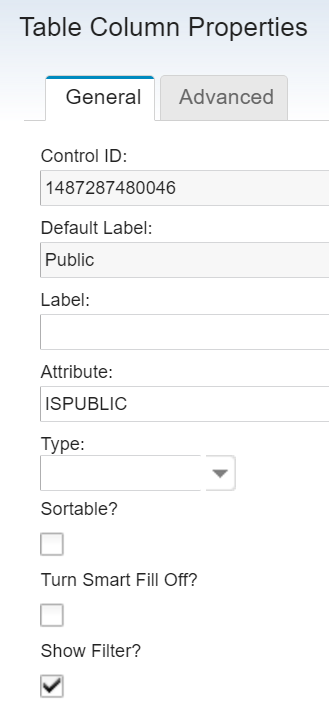 Table Column Properties
General Advanced
Control ID:
1487287480046
Default Label:
Public
Label:
Attribute:
ISPUBLIC
Type:
Sortable?
Turn Smart Fill Off?
Show Filter?